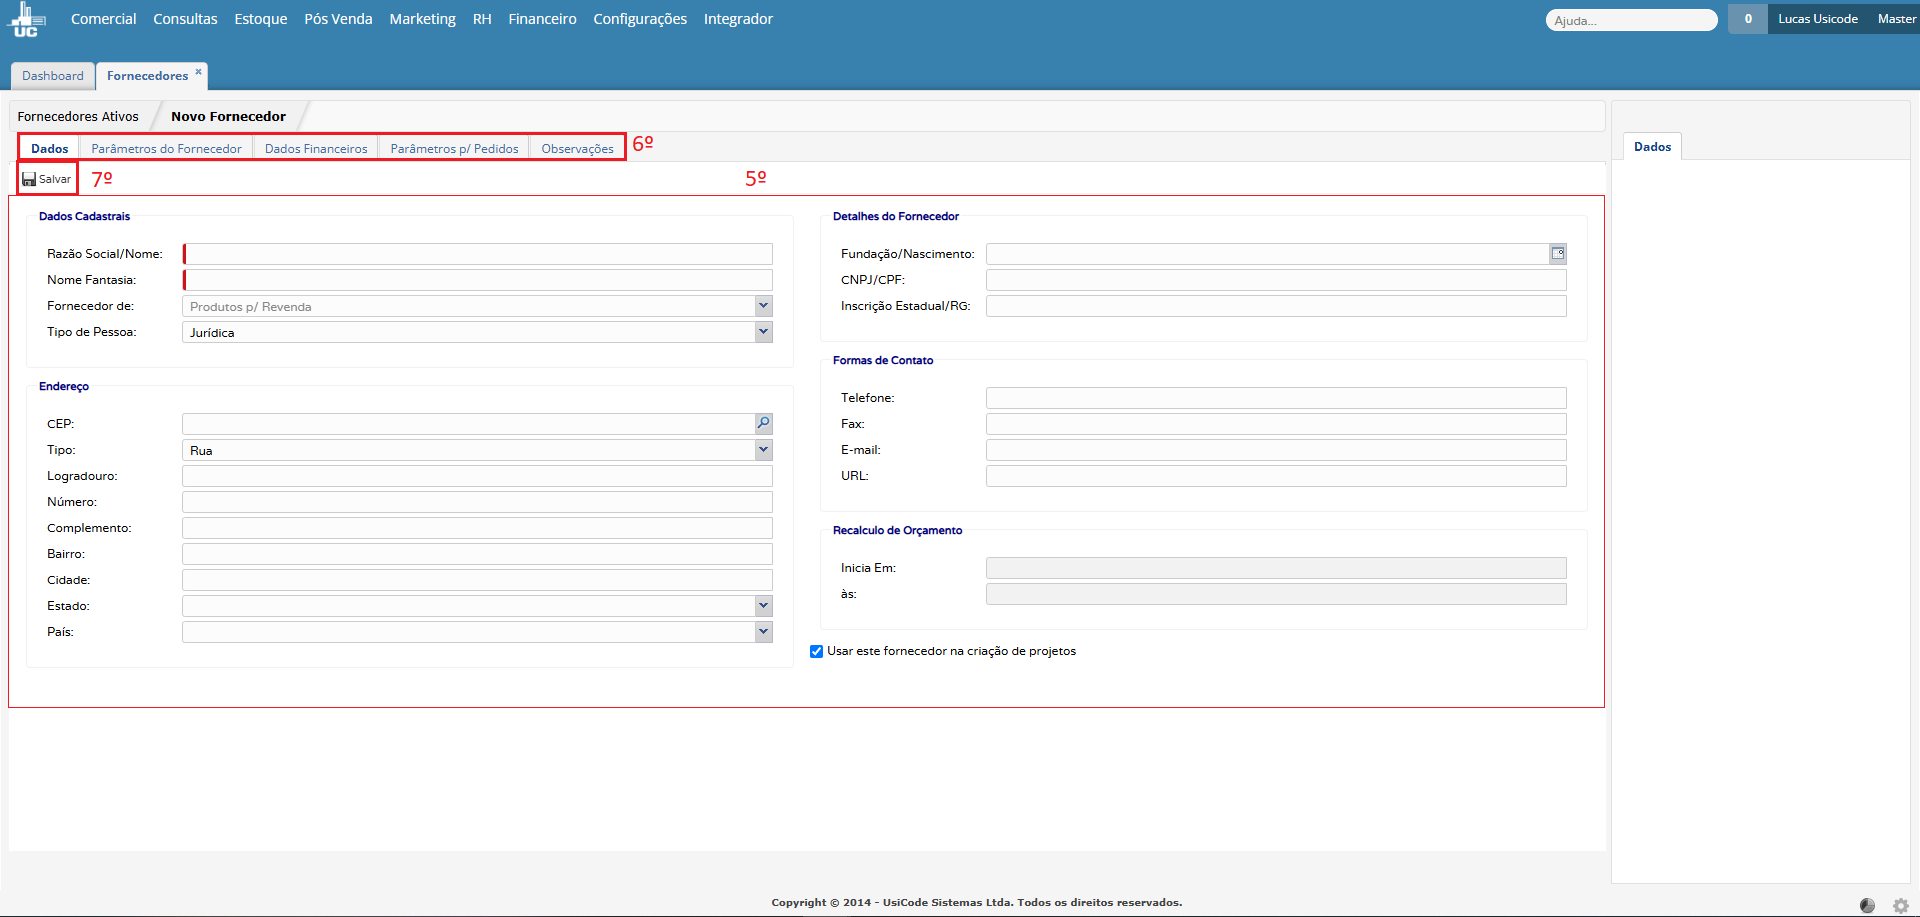 UC
Comercial Consultas Estoque Pós Venda Marketing RH Financeiro Configurações Integrador
Ajuda...
0 Lucas Usicode Master
Dashboard Fornecedores
Fornecedores Ativos Novo Fornecedor
Dados Parâmetros do Fornecedor Dados Financeiros Parâmetros p/ Pedidos Observações 6º
Dados
Salvar 7º 5º
Dados Cadastrais
Razão Social/Nome:
Nome Fantasia:
Fornecedor de: Produtos p/ Revenda
Tipo de Pessoa: Jurídica
Endereço
CEP:
Tipo: Rua
Logradouro:
Número:
Complemento:
Bairro:
Cidade:
Estado:
País:
Detalhes do Fornecedor
Fundação/Nascimento:
CNPJ/CPF:
Inscrição Estadual/RG:
Formas de Contato
Telefone:
Fax:
E-mail:
URL:
Recalculo de Orçamento
Inicia Em:
às:
Usar este fornecedor na criação de projetos
Copyright © 2014 - UsiCode Sistemas Ltda. Todos os direitos reservados.